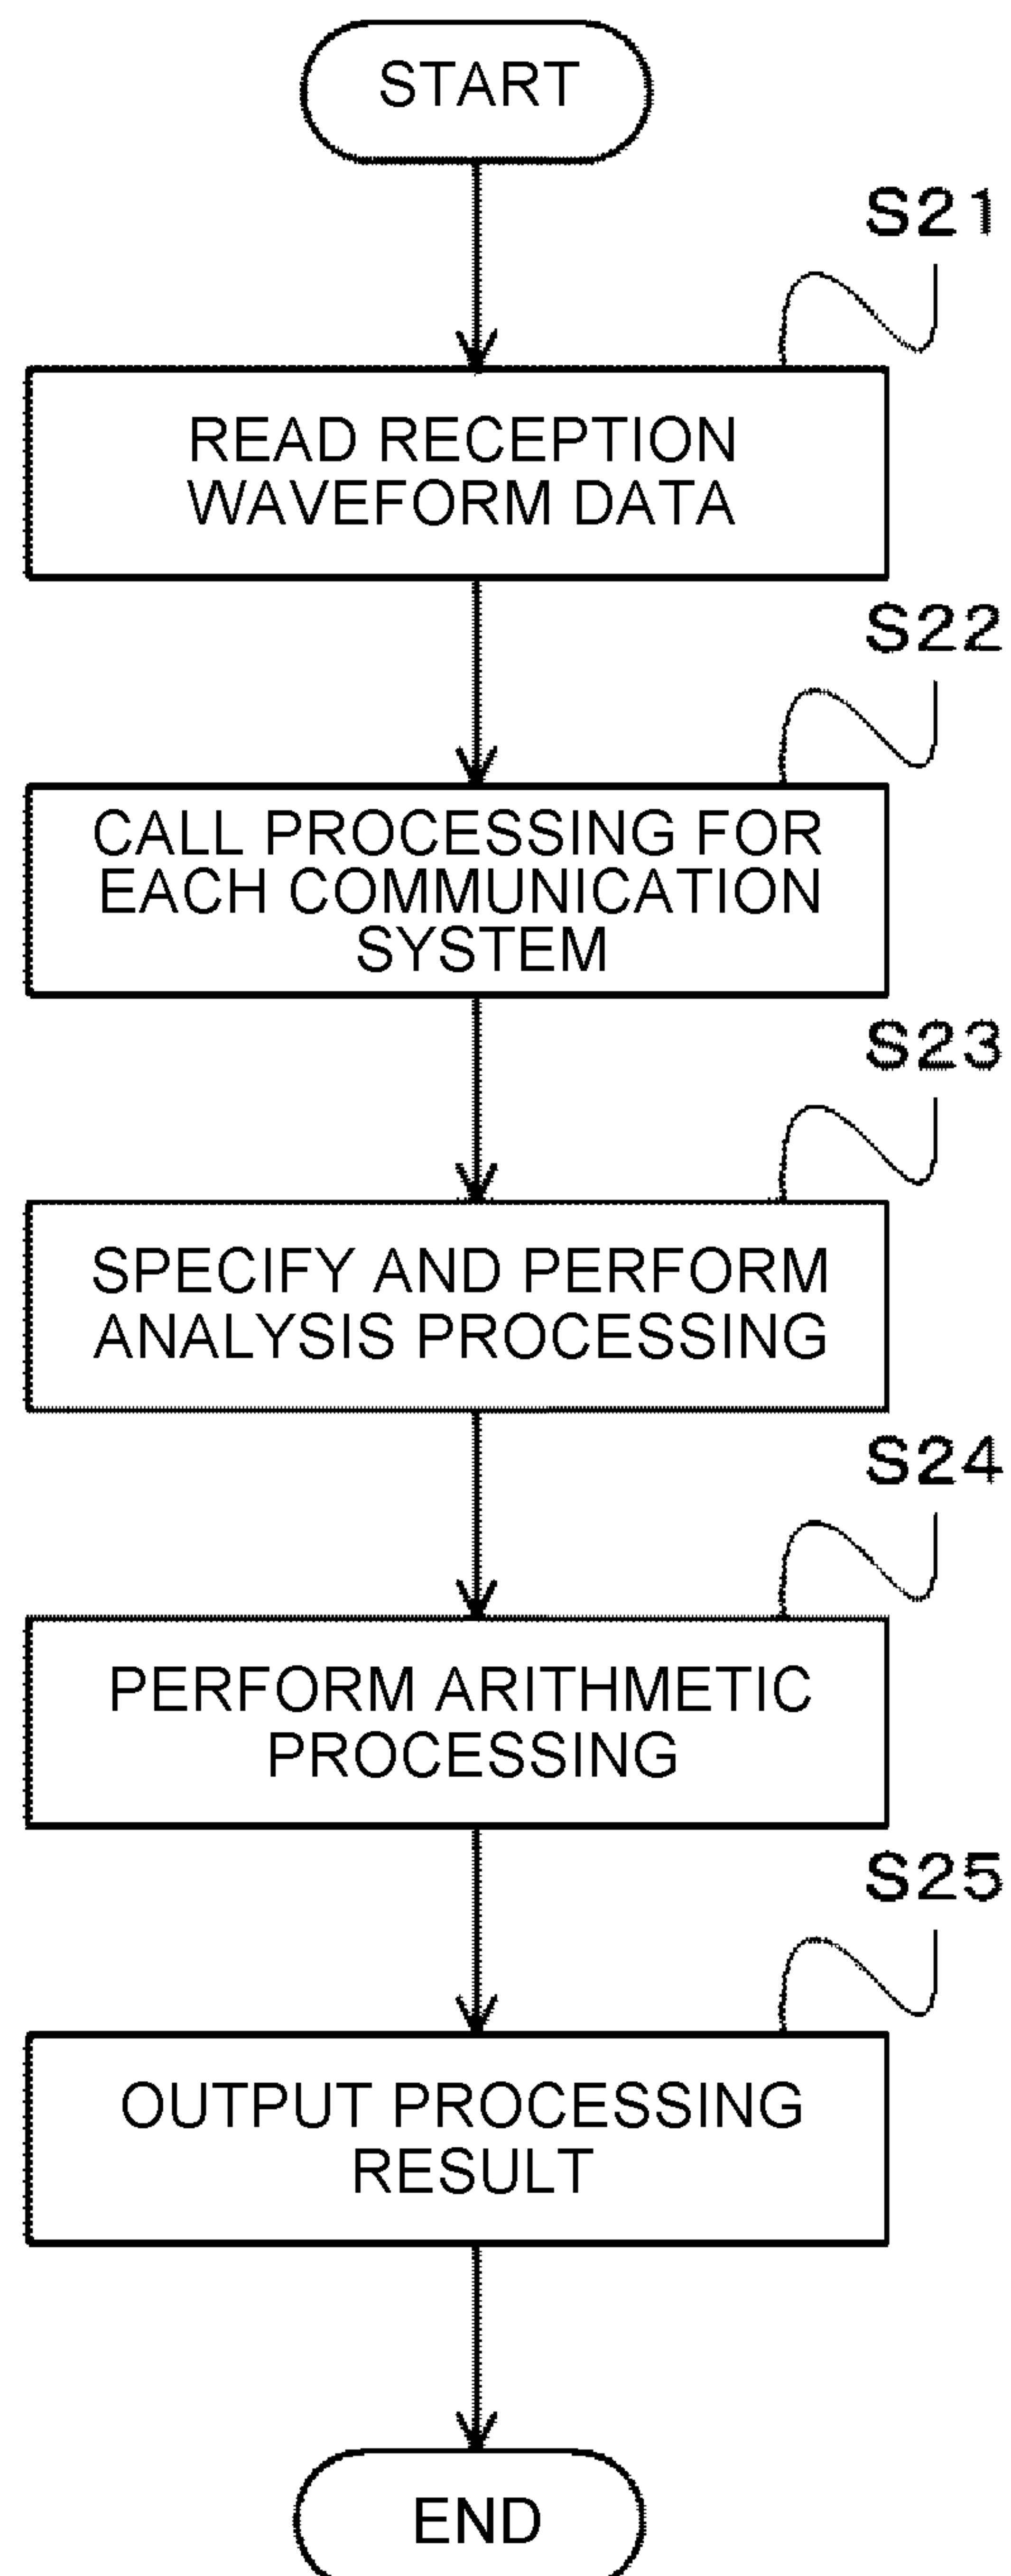 START
S21
READ RECEPTION
WAVEFORM DATA
S22
CALL PROCESSING FOR
EACH COMMUNICATION
SYSTEM
S23
SPECIFY AND PERFORM
ANALYSIS PROCESSING
S24
PERFORM ARITHMETIC
PROCESSING
S25
OUTPUT PROCESSING
RESULT
END